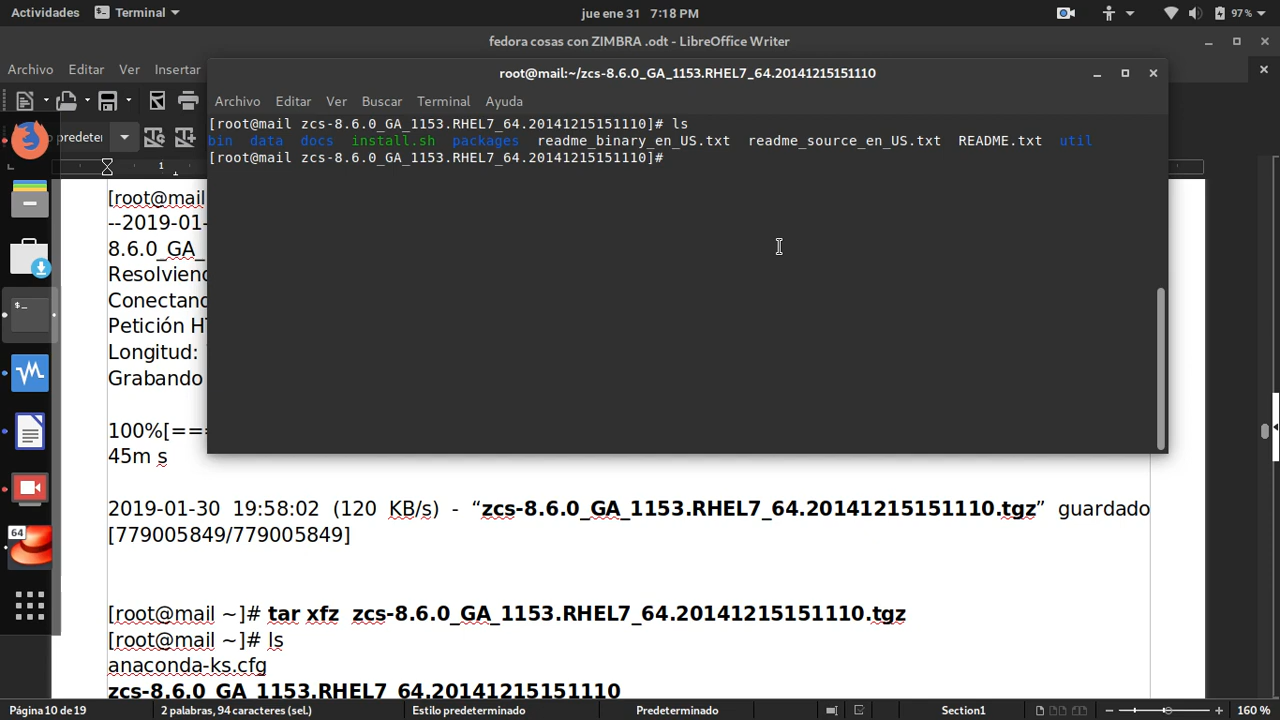 Actividades Terminal jue ene 31 7:18 PM 97%
fedora cosas con ZIMBRA .odt - LibreOffice Writer
Archivo Editar Ver Insertar
root@mail:~/zcs-8.6.0_GA_1153.RHEL7_64.20141215151110
Archivo Editar Ver Buscar Terminal Ayuda
[root@mail zcs-8.6.0_GA_1153.RHEL7_64.20141215151110]# ls
bin data docs install.sh packages readme_binary_en_US.txt readme_source_en_US.txt README.txt util
[root@mail zcs-8.6.0_GA_1153.RHEL7_64.20141215151110]#
1
[root@mail
--2019-01-
8.6.0_GA_
Resolviend
Conectand
Petición H
Longitud:
Grabando
100%[===
45m s
2019-01-30 19:58:02 (120 KB/s) - “zcs-8.6.0_GA_1153.RHEL7_64.20141215151110.tgz” guardado
[779005849/779005849]
64
[root@mail ~]# tar xfz zcs-8.6.0_GA_1153.RHEL7_64.20141215151110.tgz
[root@mail ~]# ls
anaconda-ks.cfg
zcs-8.6.0_GA_1153.RHEL7_64.20141215151110
Página10 de 19 2 palabras, 94 caracteres (sel.) Estilo predeterminado Predeterminado Section1 160 %